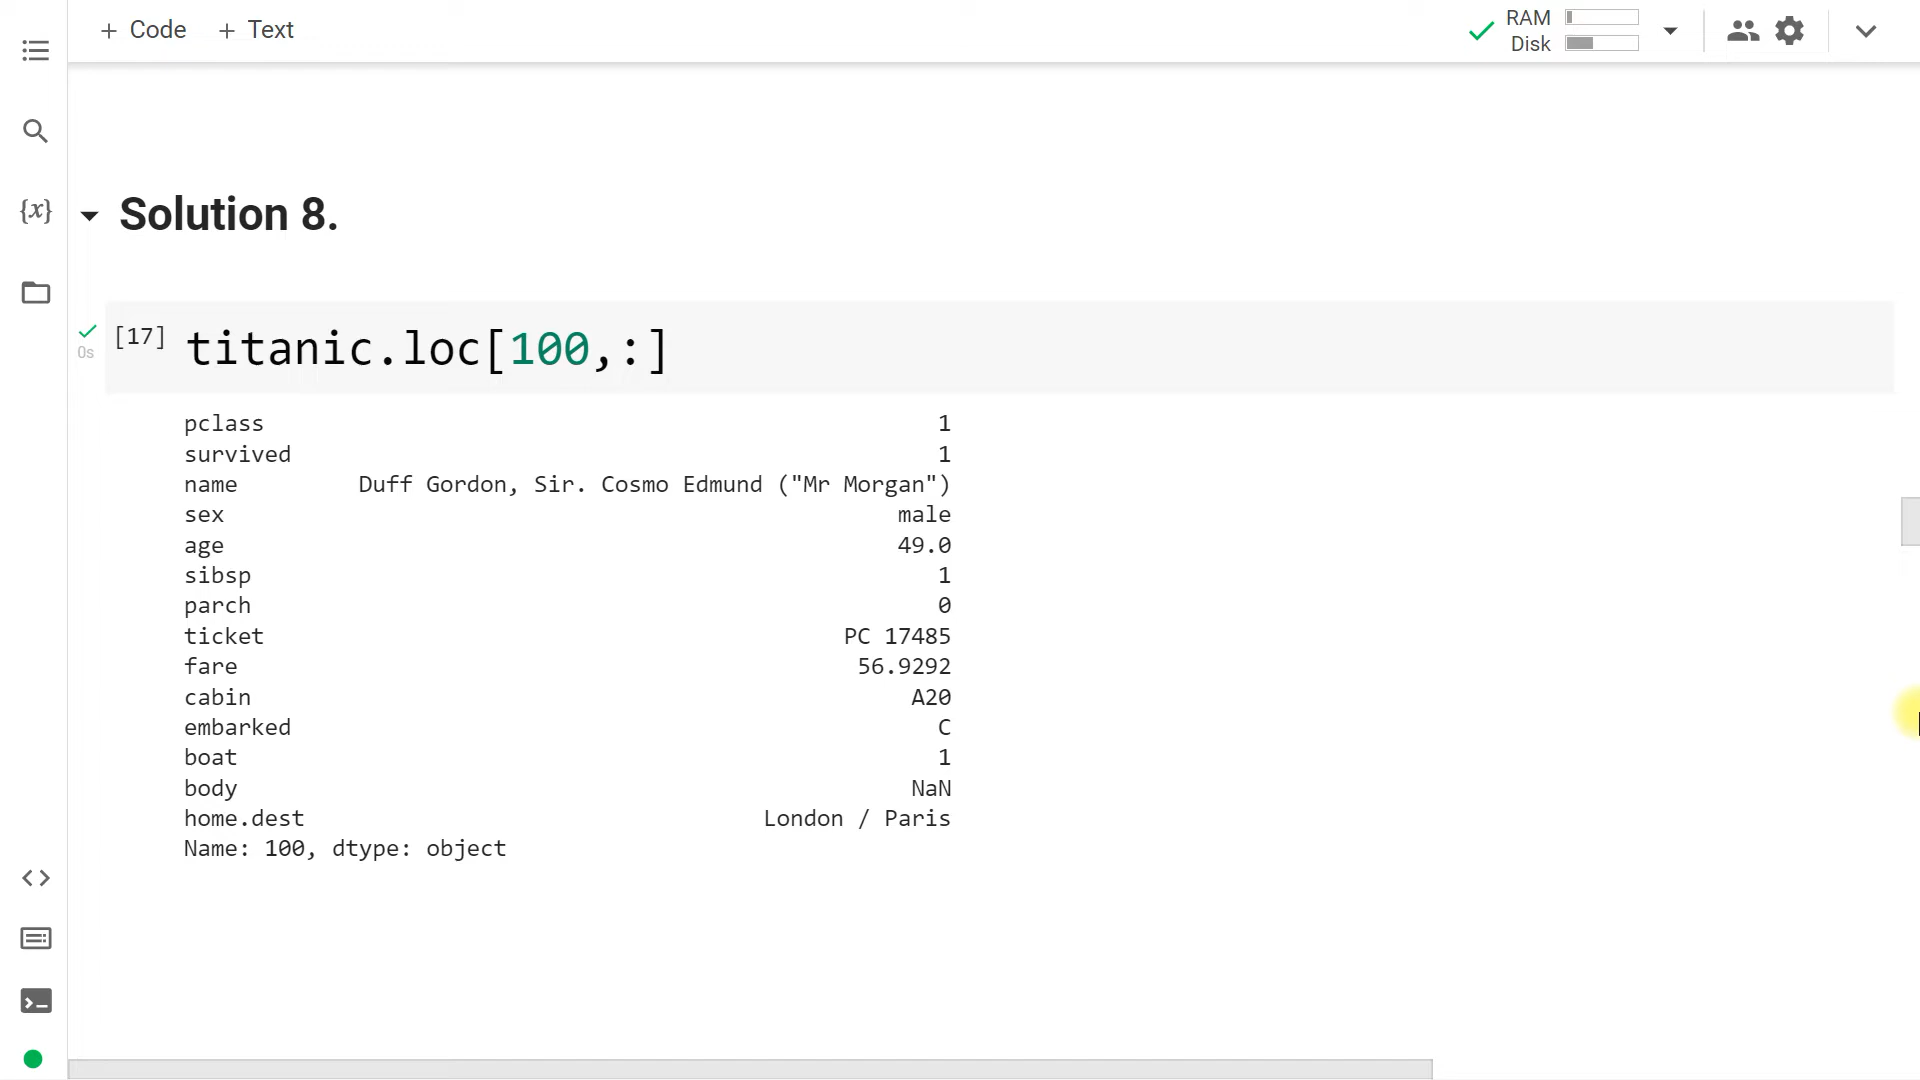 + Code + Text
RAM
Disk
{x}
Solution 8.
[17] titanic.loc[100,:]
0s
pclass 1
survived 1
name Duff Gordon, Sir. Cosmo Edmund ("Mr Morgan")
sex male
age 49.0
sibsp 1
parch 0
ticket PC 17485
fare 56.9292
cabin A20
embarked C
boat 1
body NaN
home.dest London / Paris
Name: 100, dtype: object